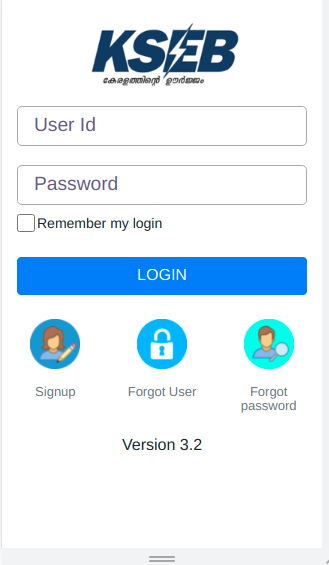 KSEB
കേരളത്തിന്റെ ഊർജ്ജം
User Id
Password
Remember my login
LOGIN
Signup
Forgot User
Forgot
password
Version 3.2